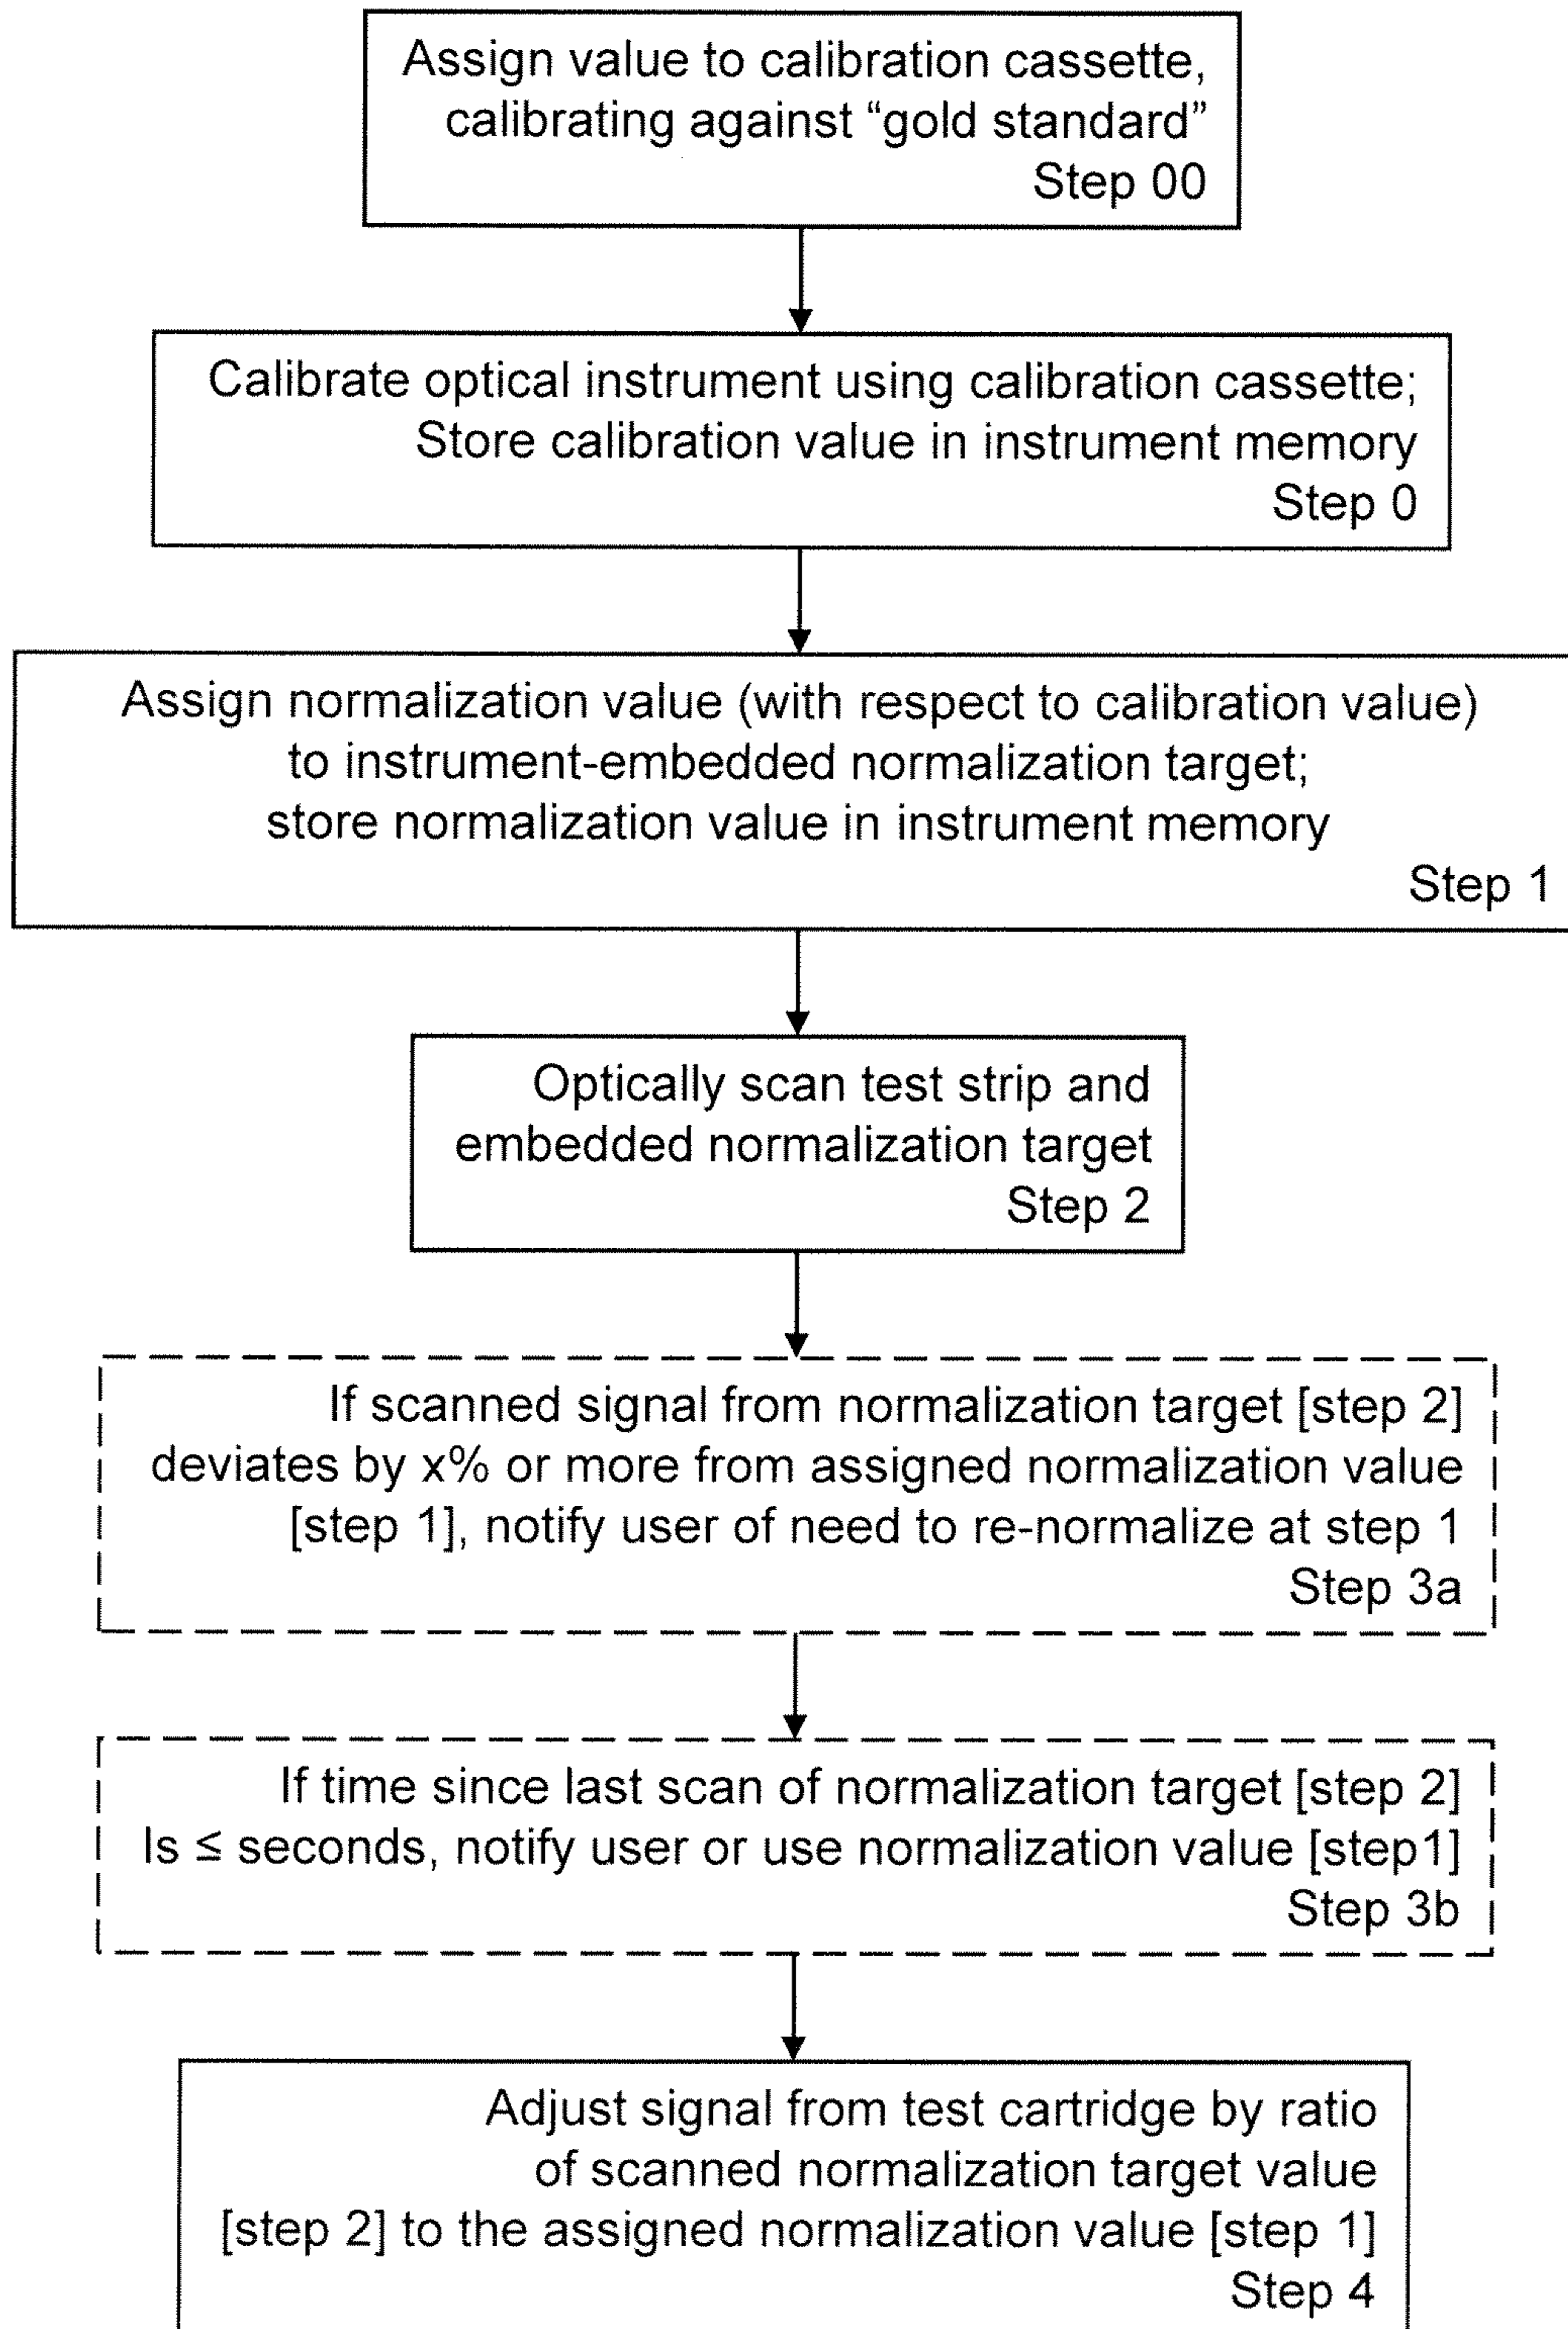 Assign value to calibration cassette,
calibrating against “gold standard”
Step 00
Calibrate optical instrument using calibration cassette;
Store calibration value in instrument memory
Step 0
Assign normalization value (with respect to calibration value)
to instrument-embedded normalization target;
store normalization value in instrument memory
Step 1
Optically scan test strip and
embedded normalization target
Step 2
If scanned signal from normalization target [step 2]
deviates by x% or more from assigned normalization value
[step 1], notify user of need to re-normalize at step 1
Step 3a
If time since last scan of normalization target [step 2]
Is ≤ seconds, notify user or use normalization value [step1]
Step 3b
Adjust signal from test cartridge by ratio
of scanned normalization target value
[step 2] to the assigned normalization value [step 1]
Step 4